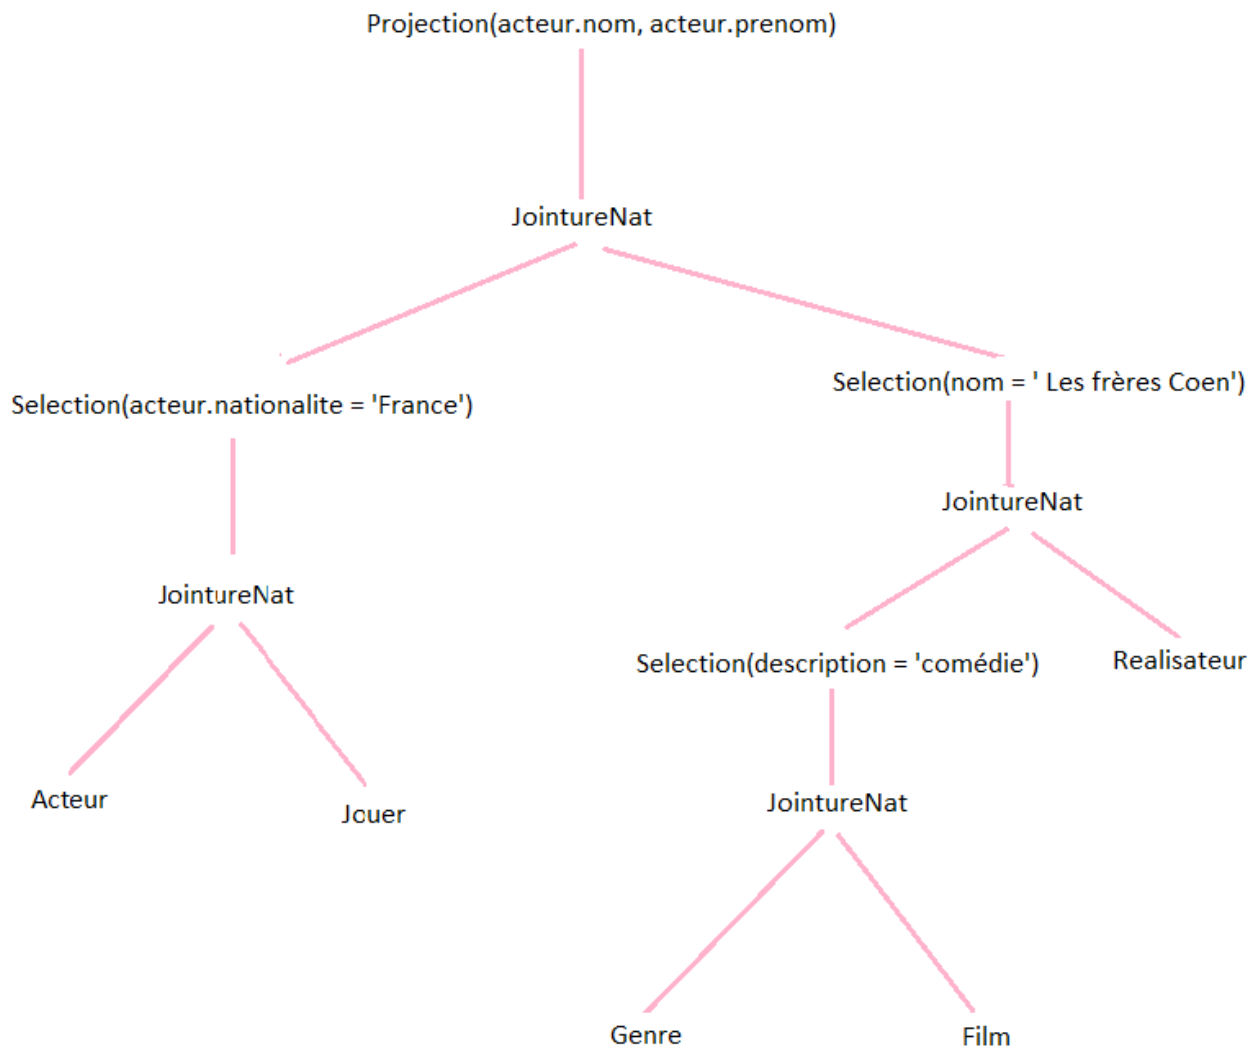 Projection(acteur.nom, acteur.prenom)
JointureNat
Selection(acteur.nationalite = 'France')
Selection(nom = ' Les frères Coen')
JointureNat
JointureNat
Selection(description = 'comédie')
Realisateur
Acteur
Jouer
JointureNat
Genre
Film